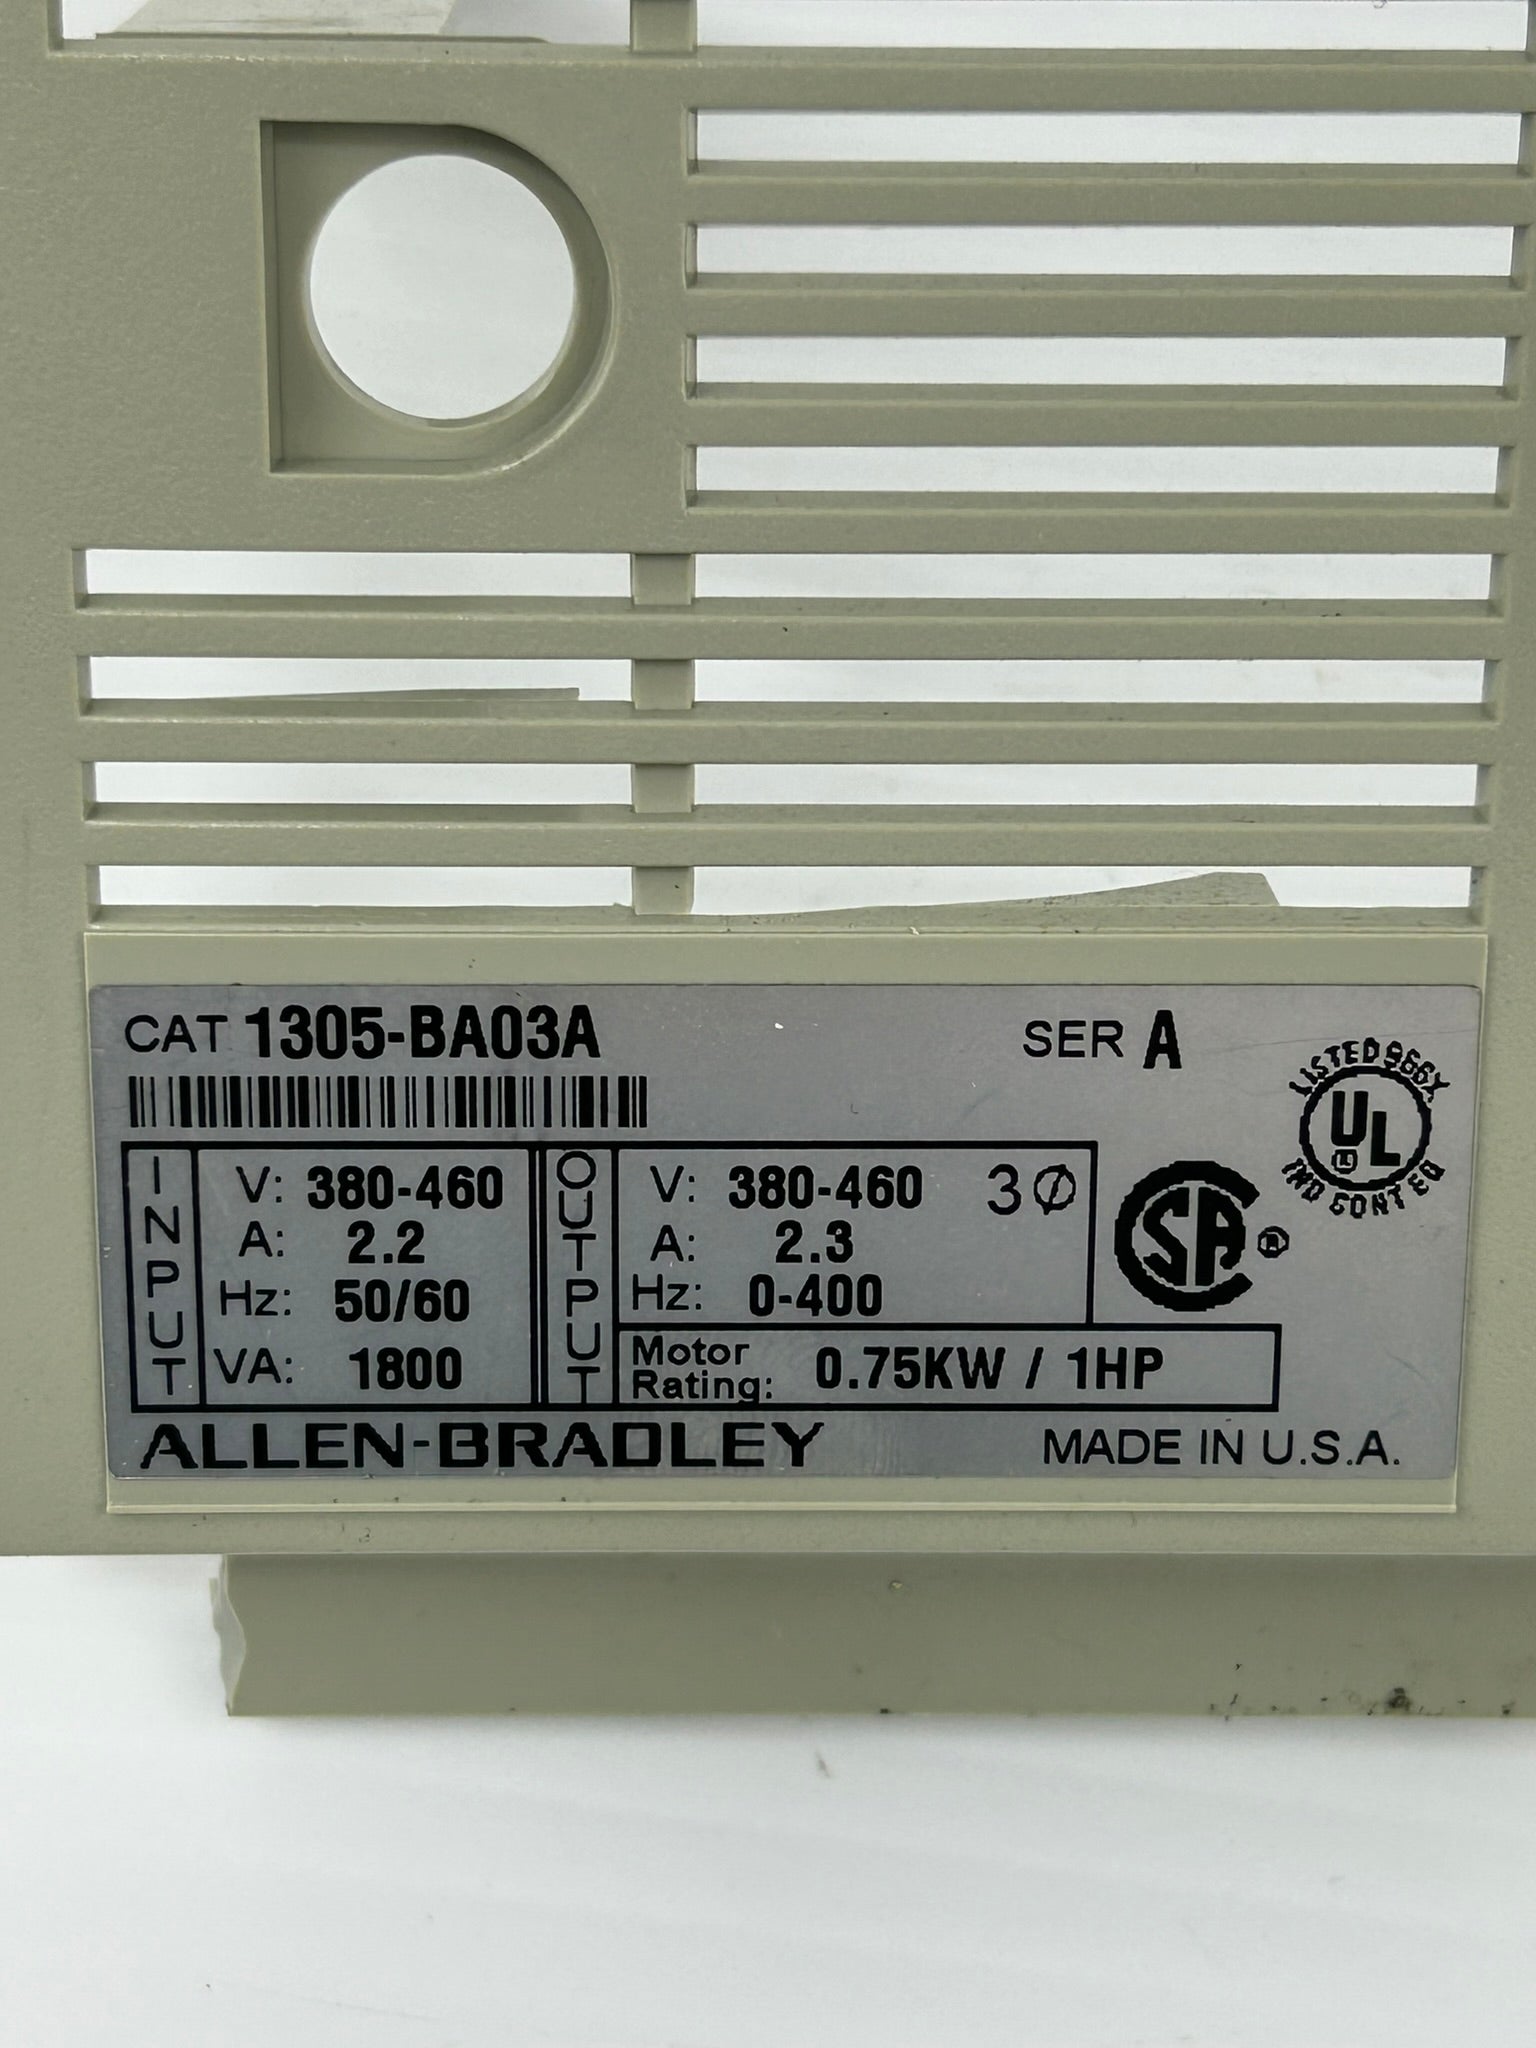 CAT 1305-BA03A SER A
LISTED 966X
UL
IND CONT EQ
INPUT
V: 380-460
A: 2.2
Hz: 50/60
VA: 1800
OUTPUT
V: 380-460 3Ø
A: 2.3
Hz: 0-400
Motor Rating: 0.75KW / 1HP
SA ®
ALLEN-BRADLEY MADE IN U.S.A.